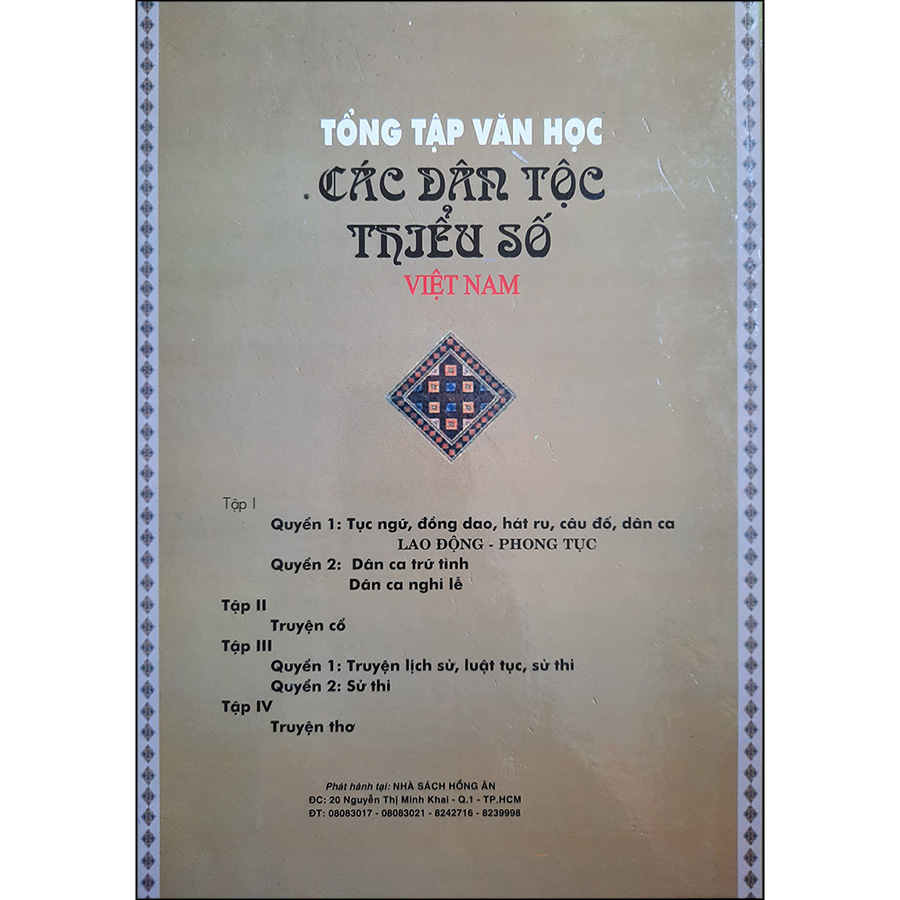 TỔNG TẬP VĂN HỌC
CÁC DÂN TỘC
THIỂU SỐ
VIỆT NAM
Tập I
Quyển 1: Tục ngữ, đồng dao, hát ru, câu đố, dân ca
LAO ĐỘNG - PHONG TỤC
Quyển 2: Dân ca trữ tình
Dân ca nghi lễ
Tập II
Truyện cổ
Tập III
Quyển 1: Truyện lịch sử, luật tục, sử thi
Quyển 2: Sử thi
Tập IV
Truyện thơ
Phát hành tại: NHÀ SÁCH HỒNG ÂN
ĐC: 20 Nguyễn Thị Minh Khai - Q.1 - TP.HCM
ĐT: 08083017 - 08083021 - 8242716 - 8239998